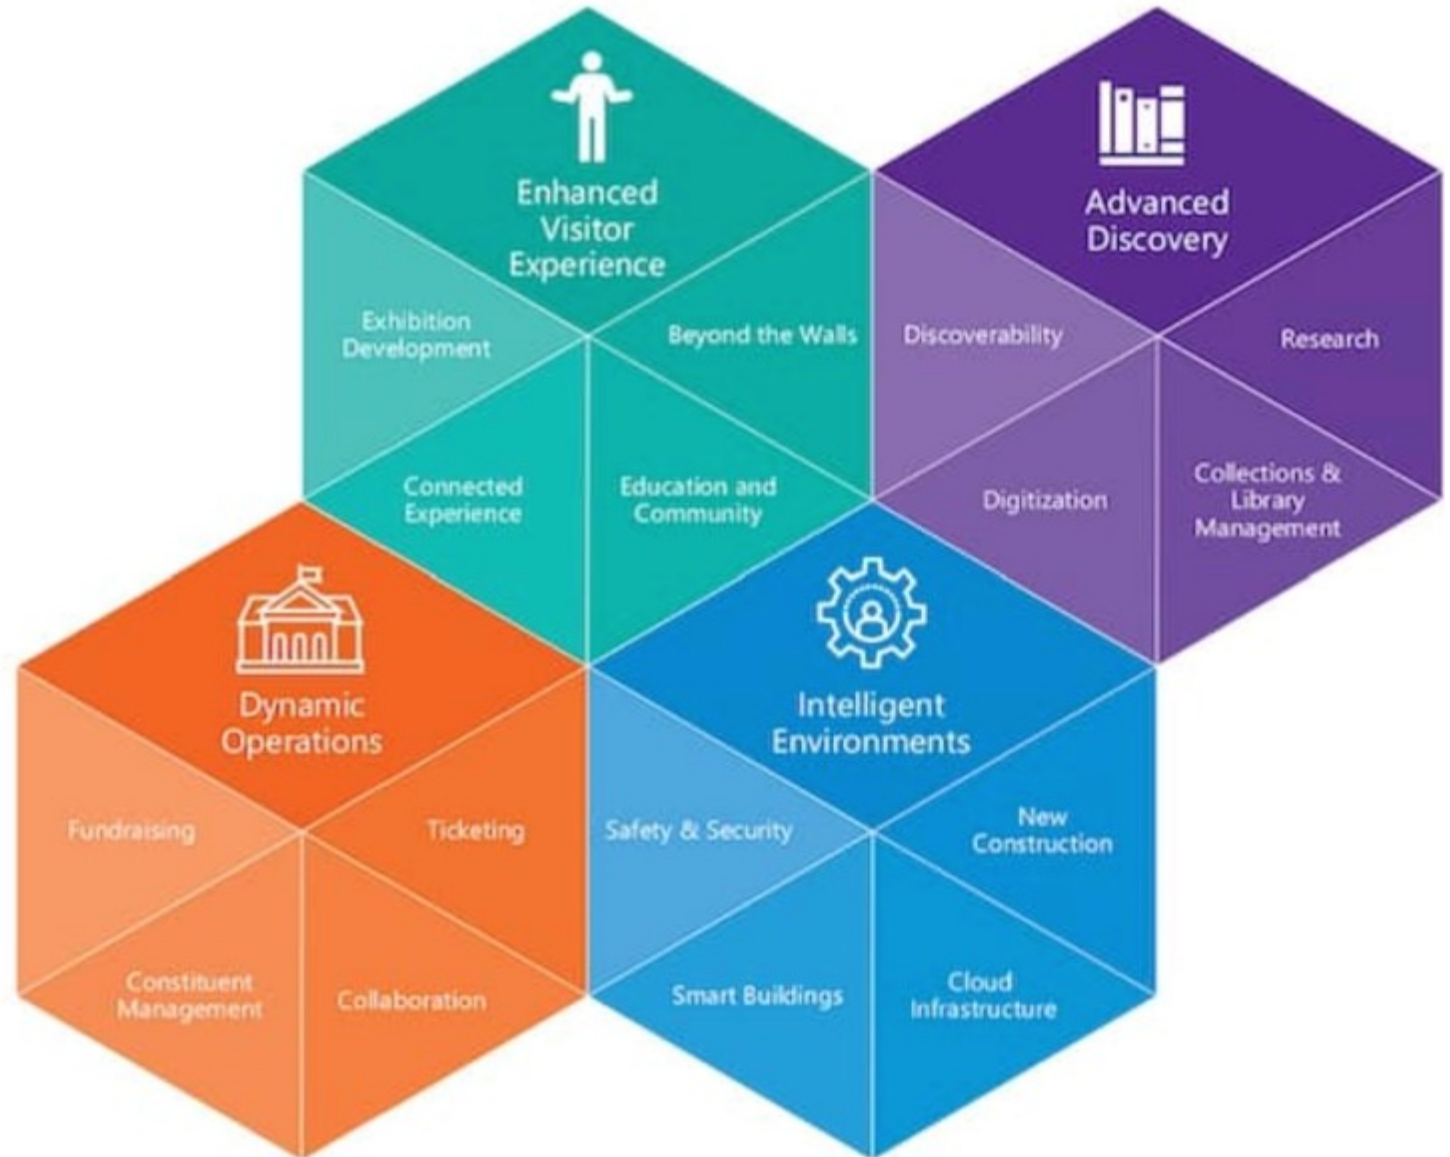 Enhanced
Visitor
Experience
Exhibition
Development
Beyond the Walls
Connected
Experience
Education and
Community
Advanced
Discovery
Discoverability
Research
Digitization
Collections &
Library
Management
Dynamic
Operations
Fundraising
Ticketing
Constituent
Management
Collaboration
Intelligent
Environments
Safety & Security
New
Construction
Smart Buildings
Cloud
Infrastructure